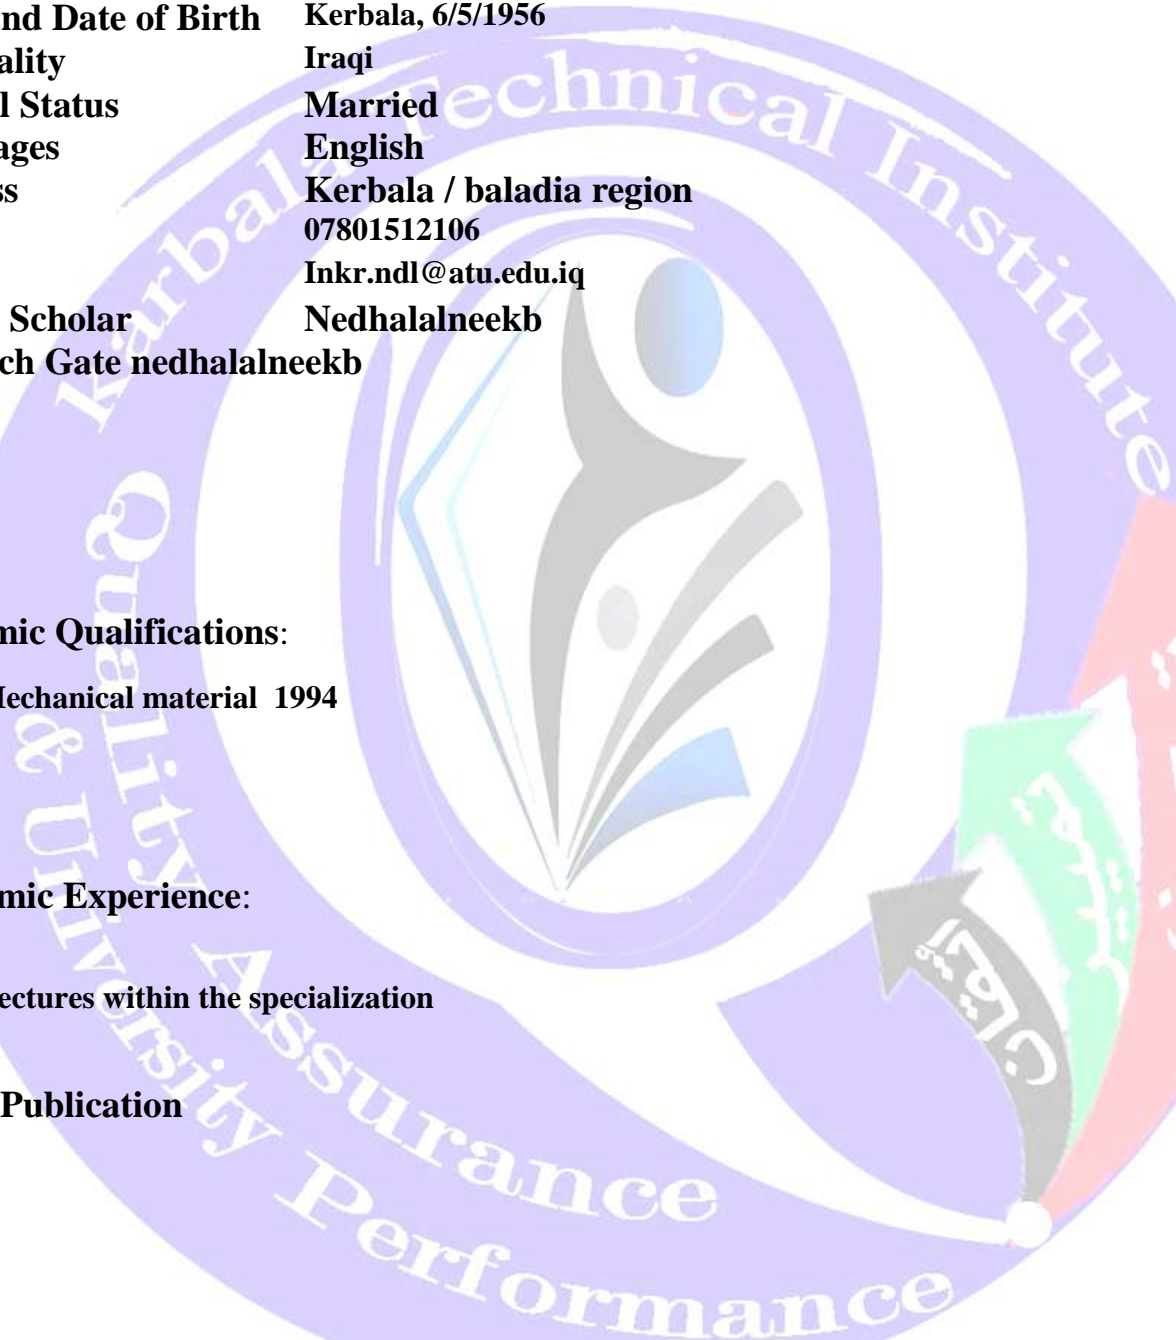 nd Date of Birth Kerbala, 6/5/1956
ality Iraqi
l Status Married
ages English
ss Kerbala / baladia region
07801512106
Inkr.ndl@atu.edu.iq
Scholar Nedhalalneekb
ch Gate nedhalalneekb
mic Qualifications:
Mechanical material 1994
mic Experience:
ectures within the specialization
Publication
Karbala Technical Institute
Quality Assurance
& University Performance